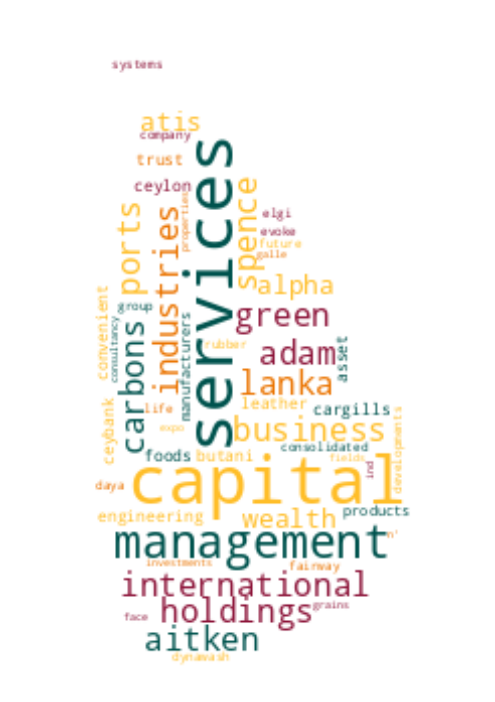 systems
atis
company
trust
ceylon
services
properties
ports
industries
spence
elgi
evoke
future
galle
alpha
convenient
group
consultancy
carbons
manufacturers
green
rubber
adam
asset
lanka
life
leather
cargills
ceybank
expo
business
developments
consolidated
foods
butani
fields
ind
capital
daya
engineering
wealth
products
management
n'
investments
fairway
international
holdings
grains
face
aitken
dynawash